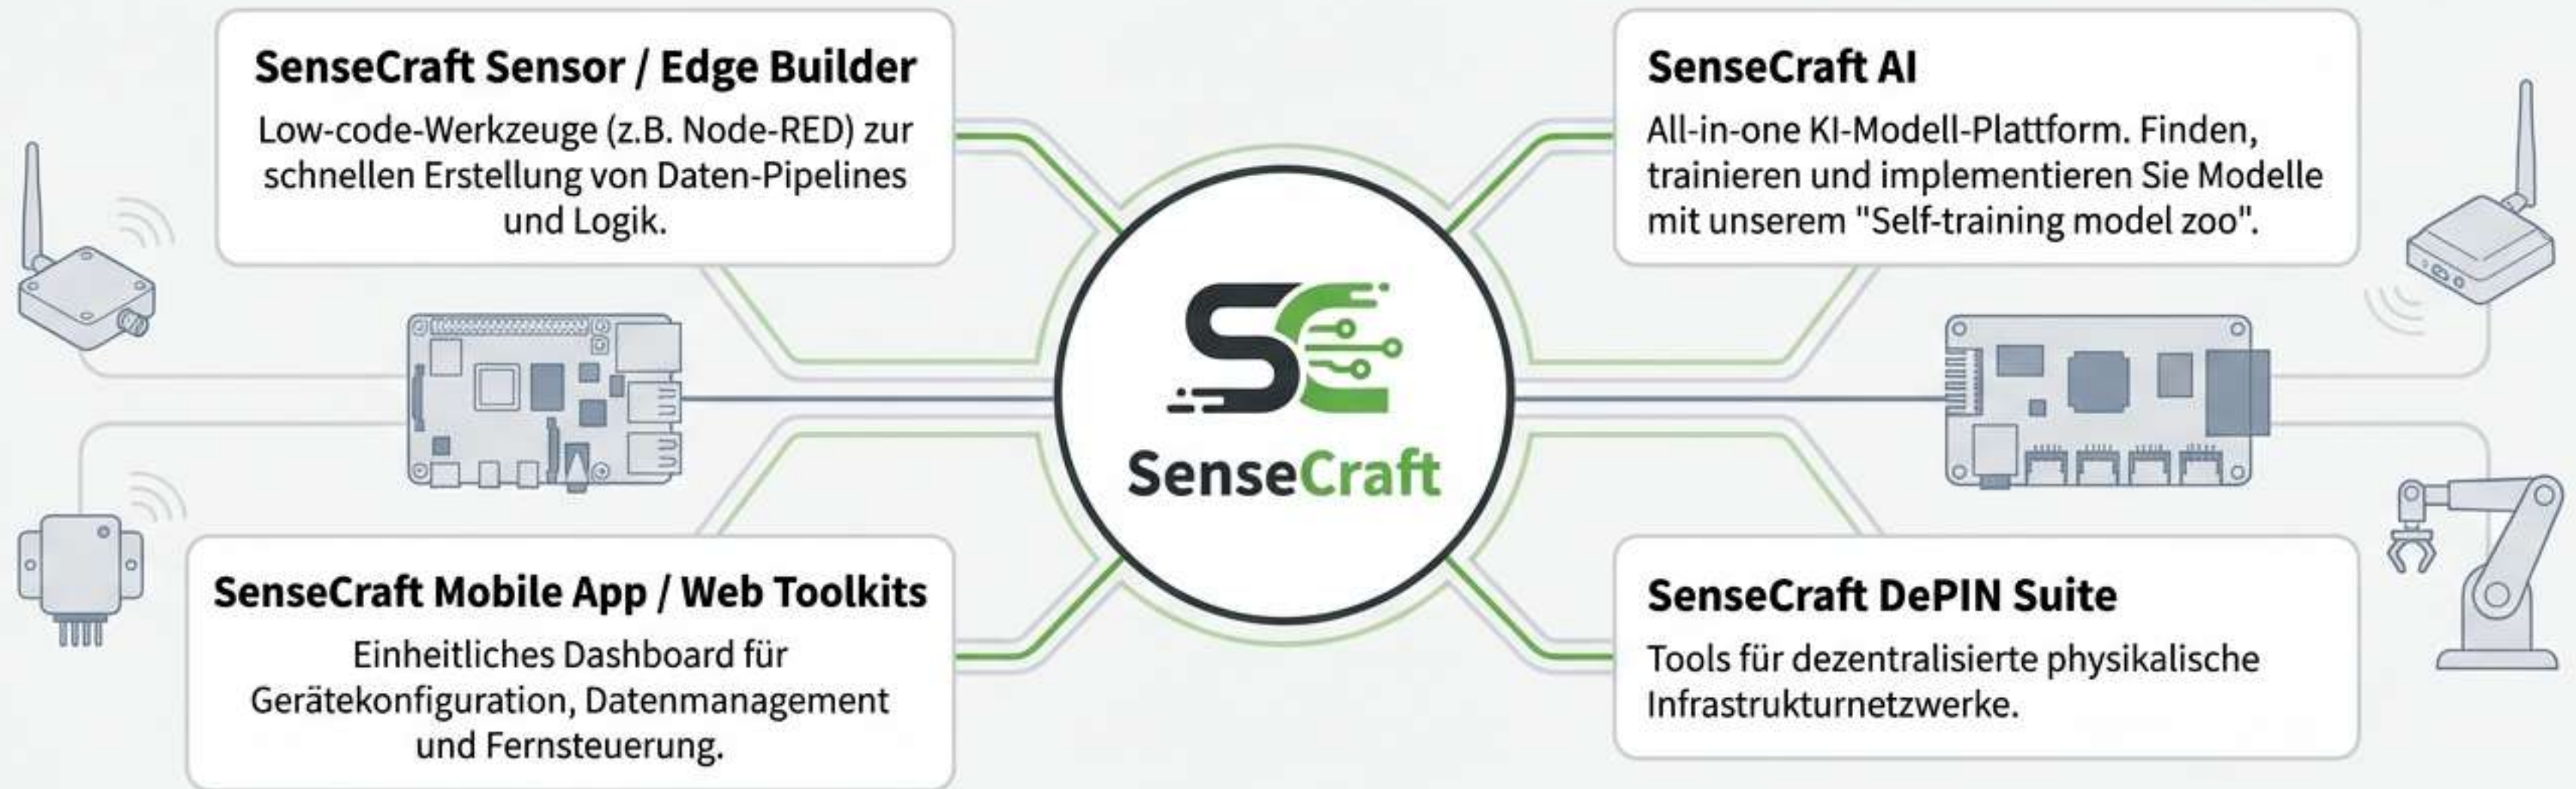 SenseCraft Sensor / Edge Builder
Low-code-Werkzeuge (z.B. Node-RED) zur
schnellen Erstellung von Daten-Pipelines
und Logik.
SenseCraft AI
All-in-one KI-Modell-Plattform. Finden,
trainieren und implementieren Sie Modelle
mit unserem "Self-training model zoo".
SC
SenseCraft
SenseCraft Mobile App / Web Toolkits
Einheitliches Dashboard für
Gerätekonfiguration, Datenmanagement
und Fernsteuerung.
SenseCraft DePIN Suite
Tools für dezentralisierte physikalische
Infrastrukturnetzwerke.